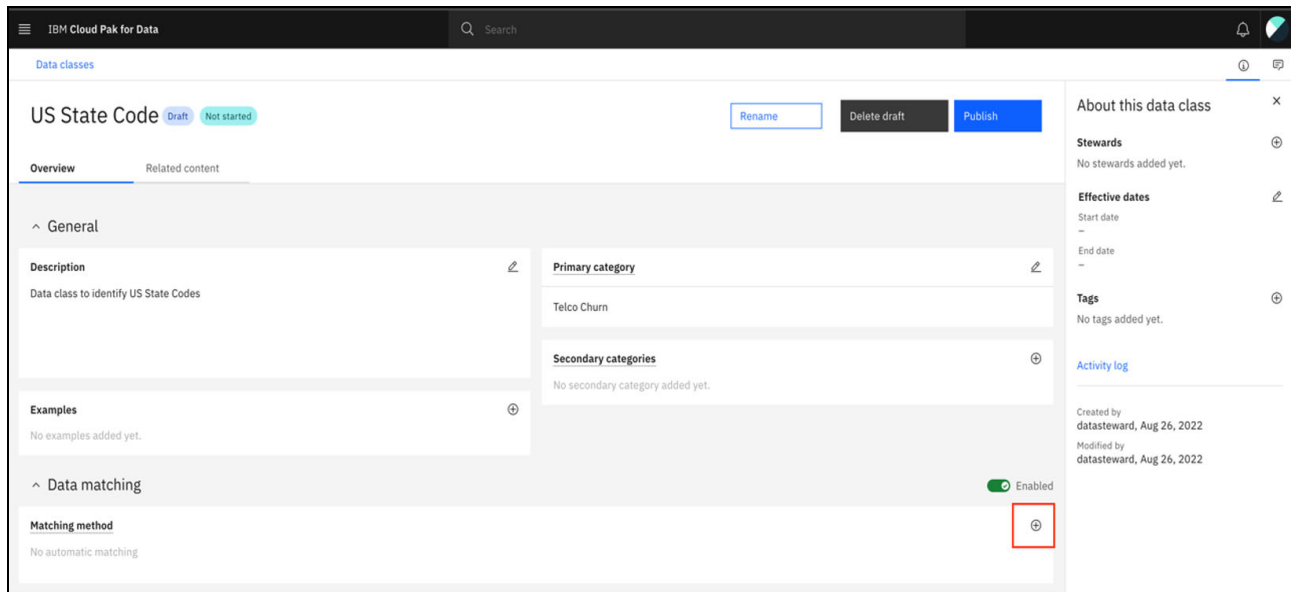 IBM Cloud Pak for Data
Search
Data classes
US State Code Draft Not started
Rename
Delete draft
Publish
Overview
Related content
General
Description
Data class to identify US State Codes
Primary category
Telco Churn
Secondary categories
No secondary category added yet.
Examples
No examples added yet.
Data matching
Enabled
Matching method
No automatic matching
About this data class
Stewards
No stewards added yet.
Effective dates
Start date
–
End date
–
Tags
No tags added yet.
Activity log
Created by
datasteward, Aug 26, 2022
Modified by
datasteward, Aug 26, 2022